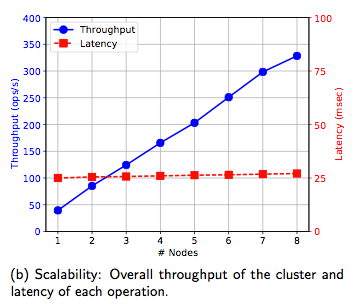 400
350
300
250
200
150
100
50
0
Throughput (ops/s)
Throughput
Latency
100
75
50
25
0
Latency (msec)
1 2 3 4 5 6 7 8
# Nodes
(b) Scalability: Overall throughput of the cluster and
latency of each operation.